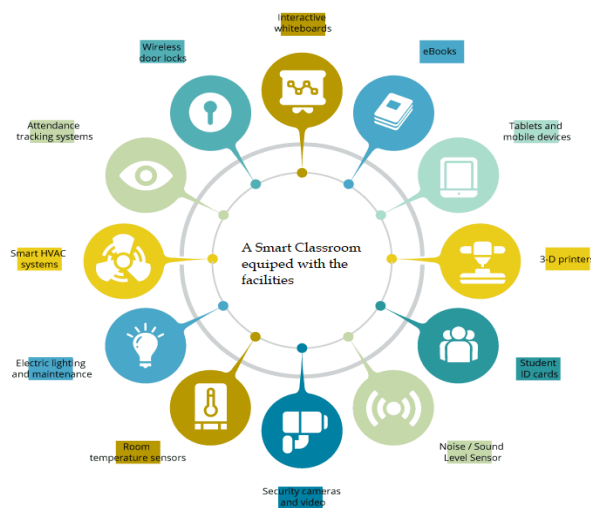 Interactive
whiteboards
eBooks
Tablets and
mobile devices
3-D printers
Student
ID cards
Noise / Sound
Level Sensor
Security cameras
and video
Room
temperature sensors
Electric lighting
and maintenance
Smart HVAC
systems
Attendance
tracking systems
Wireless
door locks
A Smart Classroom
equiped with the
facilities